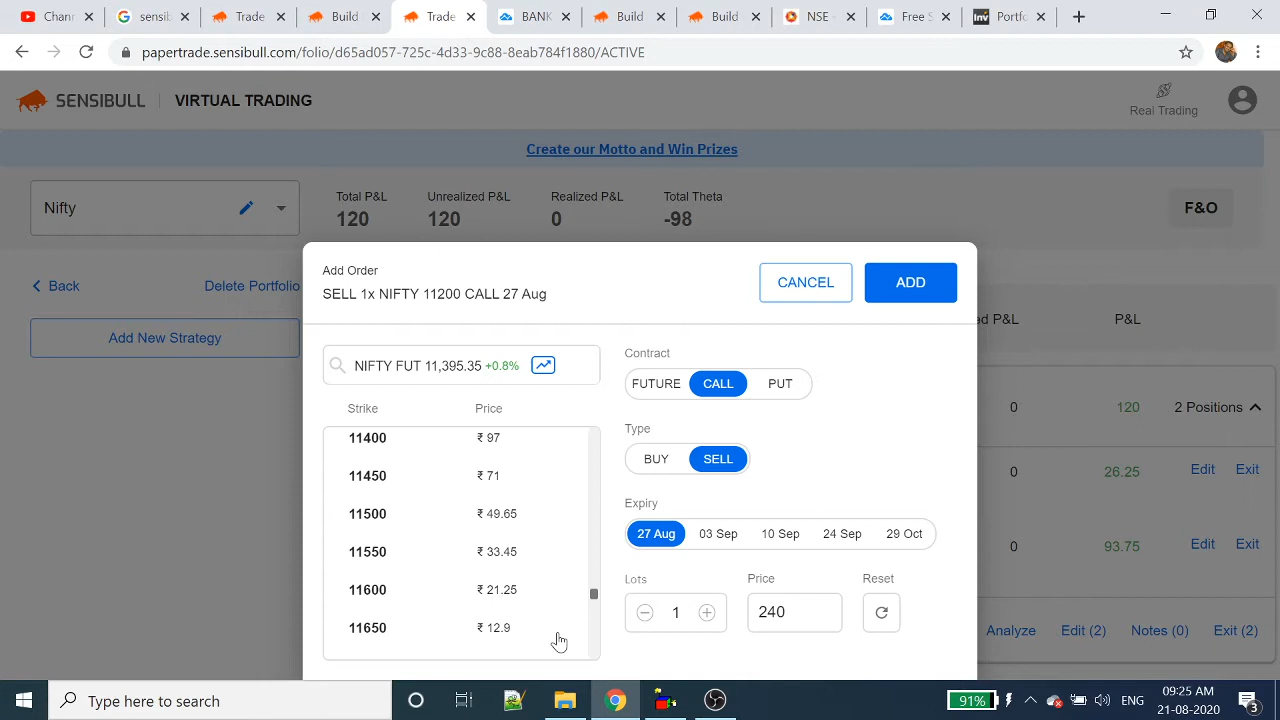 Chann
sensib
Trade
Build
Trade
BANK
Build
Build
NSE
Free S
Inv
Portfo
papertrade.sensibull.com/folio/d65ad057-725c-4d33-9c88-8eab784f1880/ACTIVE
SENSIBULL
VIRTUAL TRADING
Real Trading
Create our Motto and Win Prizes
Nifty
Total P&L
Unrealized P&L
Realized P&L
Total Theta
120
120
0
-98
F&O
Back
Delete Portfolio
Add New Strategy
Add Order
SELL 1x NIFTY 11200 CALL 27 Aug
CANCEL
ADD
ed P&L
P&L
NIFTY FUT 11,395.35 +0.8%
Contract
FUTURE
CALL
PUT
Strike
Price
11400
₹ 97
11450
₹ 71
11500
₹ 49.65
11550
₹ 33.45
11600
₹ 21.25
11650
₹ 12.9
Type
BUY
SELL
Expiry
27 Aug
03 Sep
10 Sep
24 Sep
29 Oct
Lots
Price
Reset
1
240
0
120
2 Positions
0
26.25
Edit
Exit
0
93.75
Edit
Exit
Analyze
Edit (2)
Notes (0)
Exit (2)
Type here to search
91%
ENG
09:25 AM
21-08-2020
3